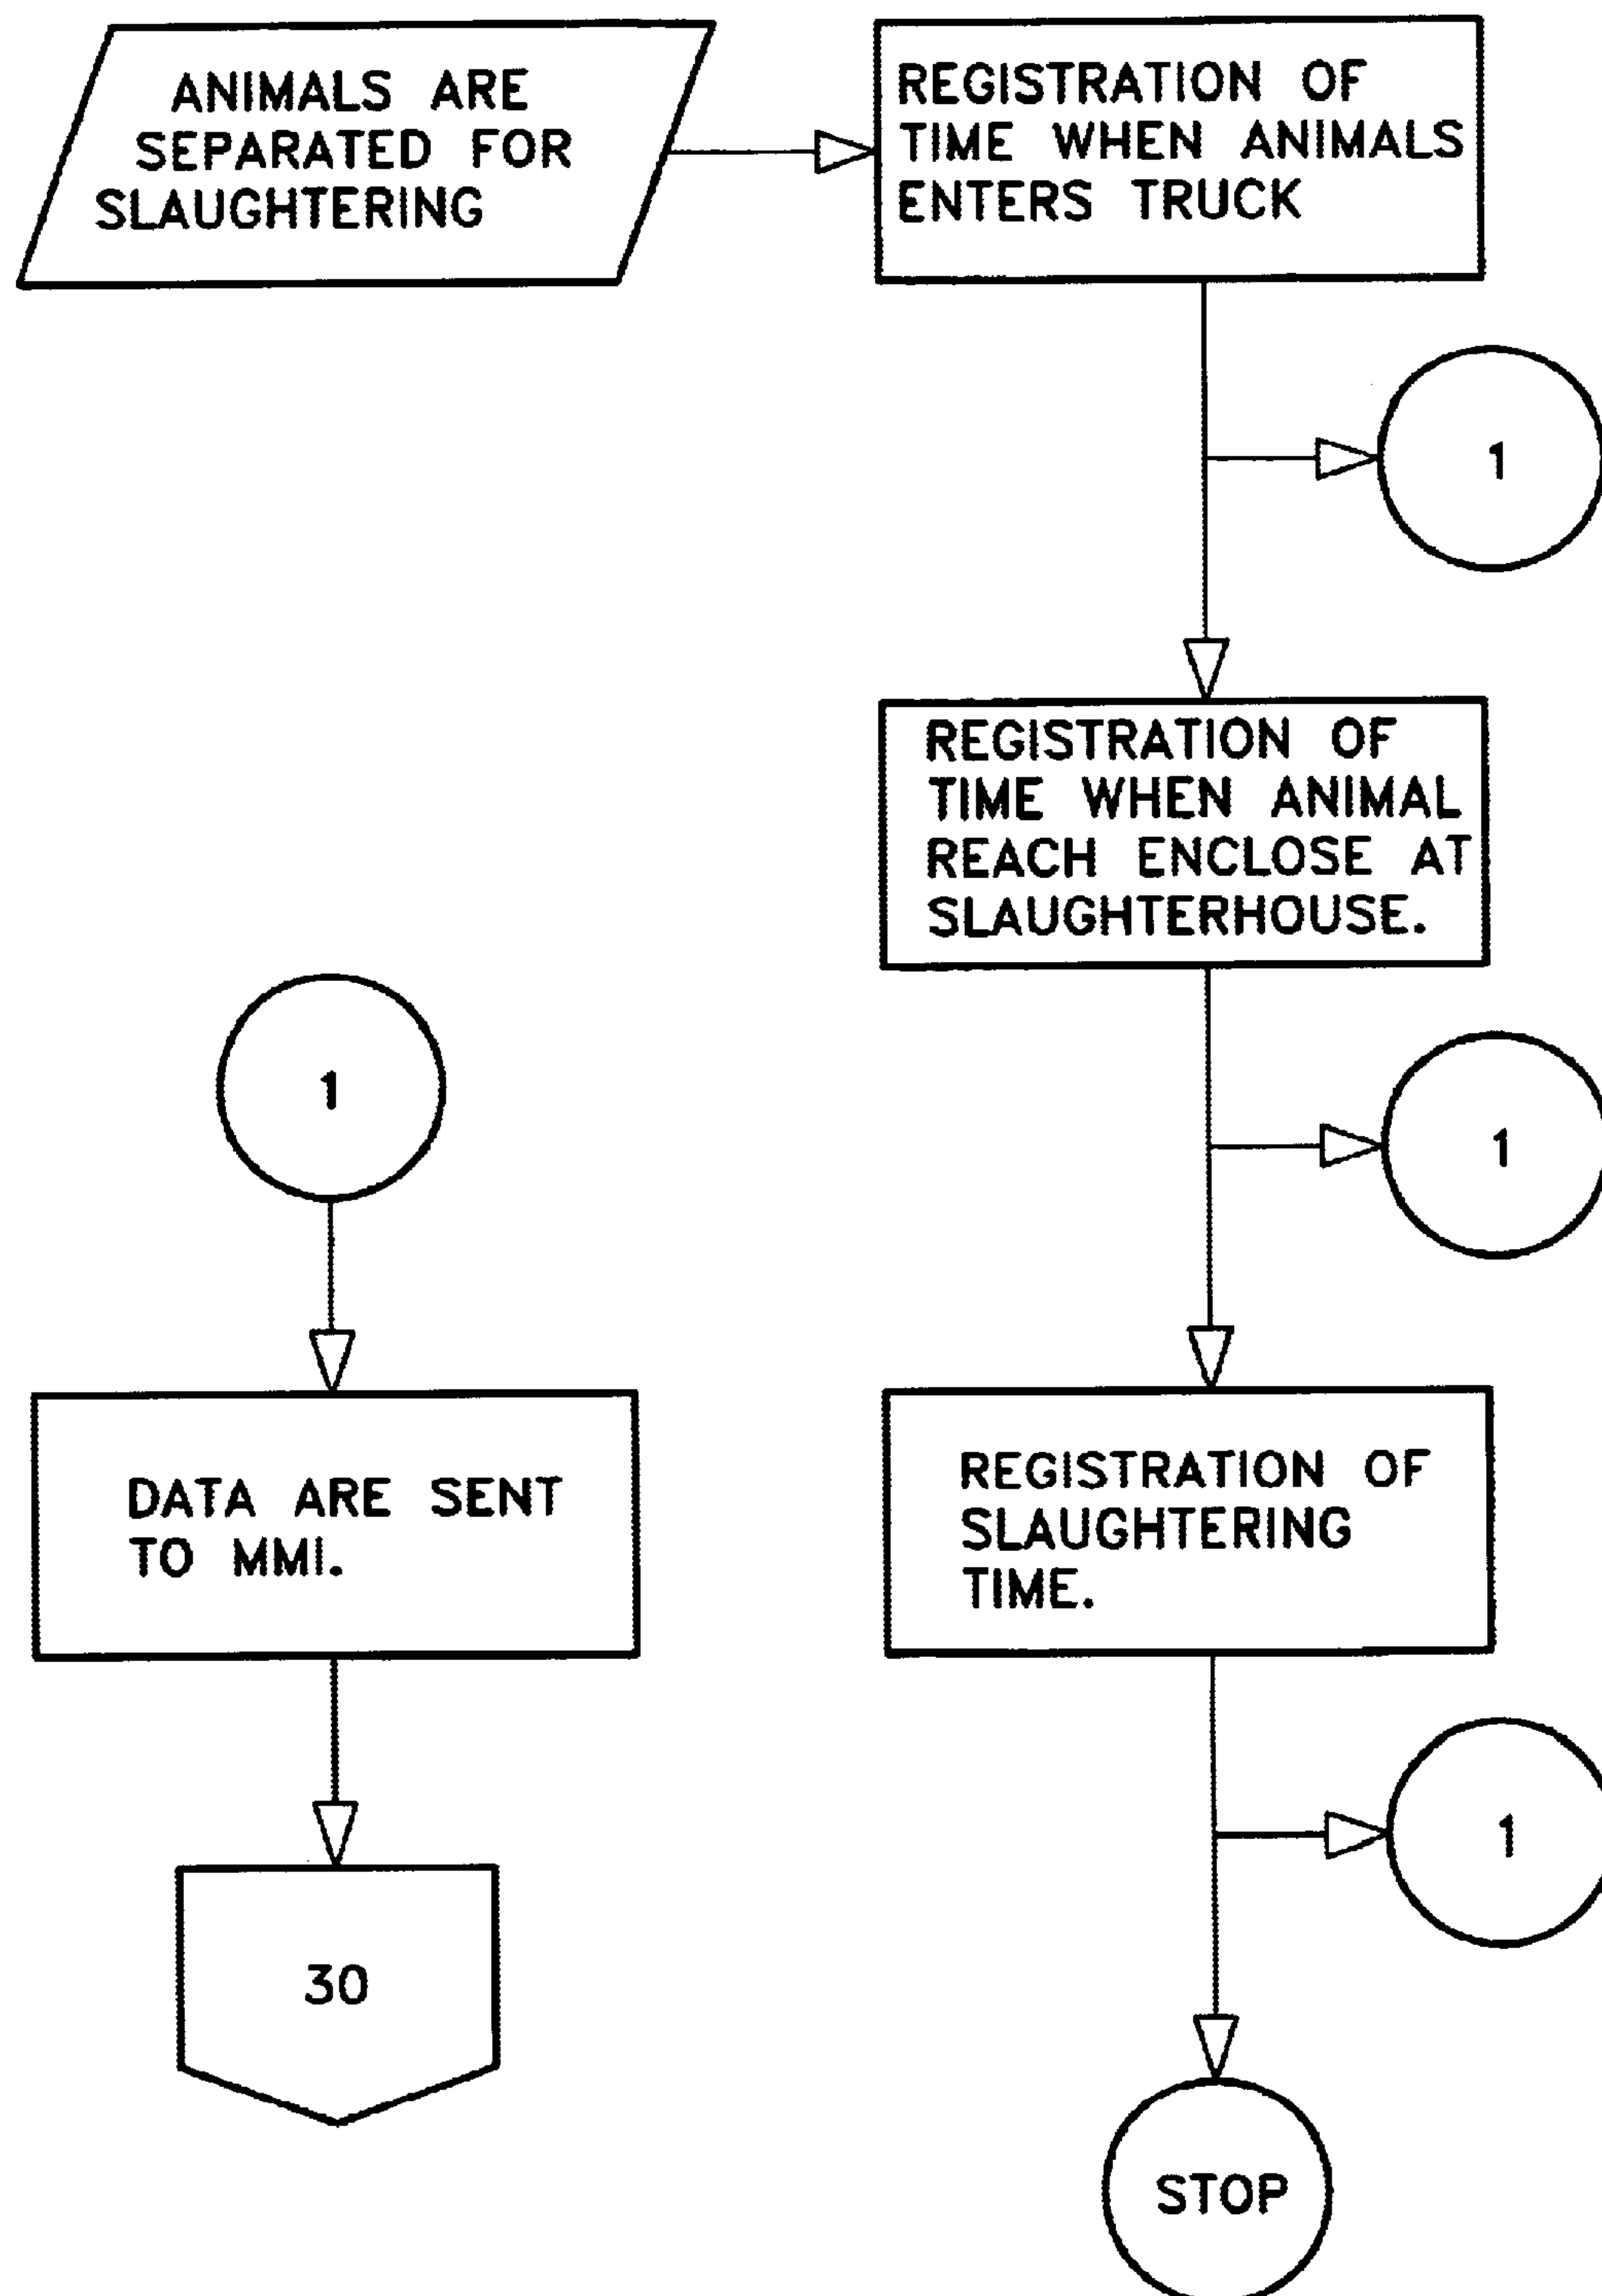 ANIMALS ARE
SEPARATED FOR
SLAUGHTERING
REGISTRATION OF
TIME WHEN ANIMALS
ENTERS TRUCK
1
REGISTRATION OF
TIME WHEN ANIMAL
REACH ENCLOSE AT
SLAUGHTERHOUSE.
1
1
DATA ARE SENT
TO MMI.
REGISTRATION OF
SLAUGHTERING
TIME.
1
30
STOP